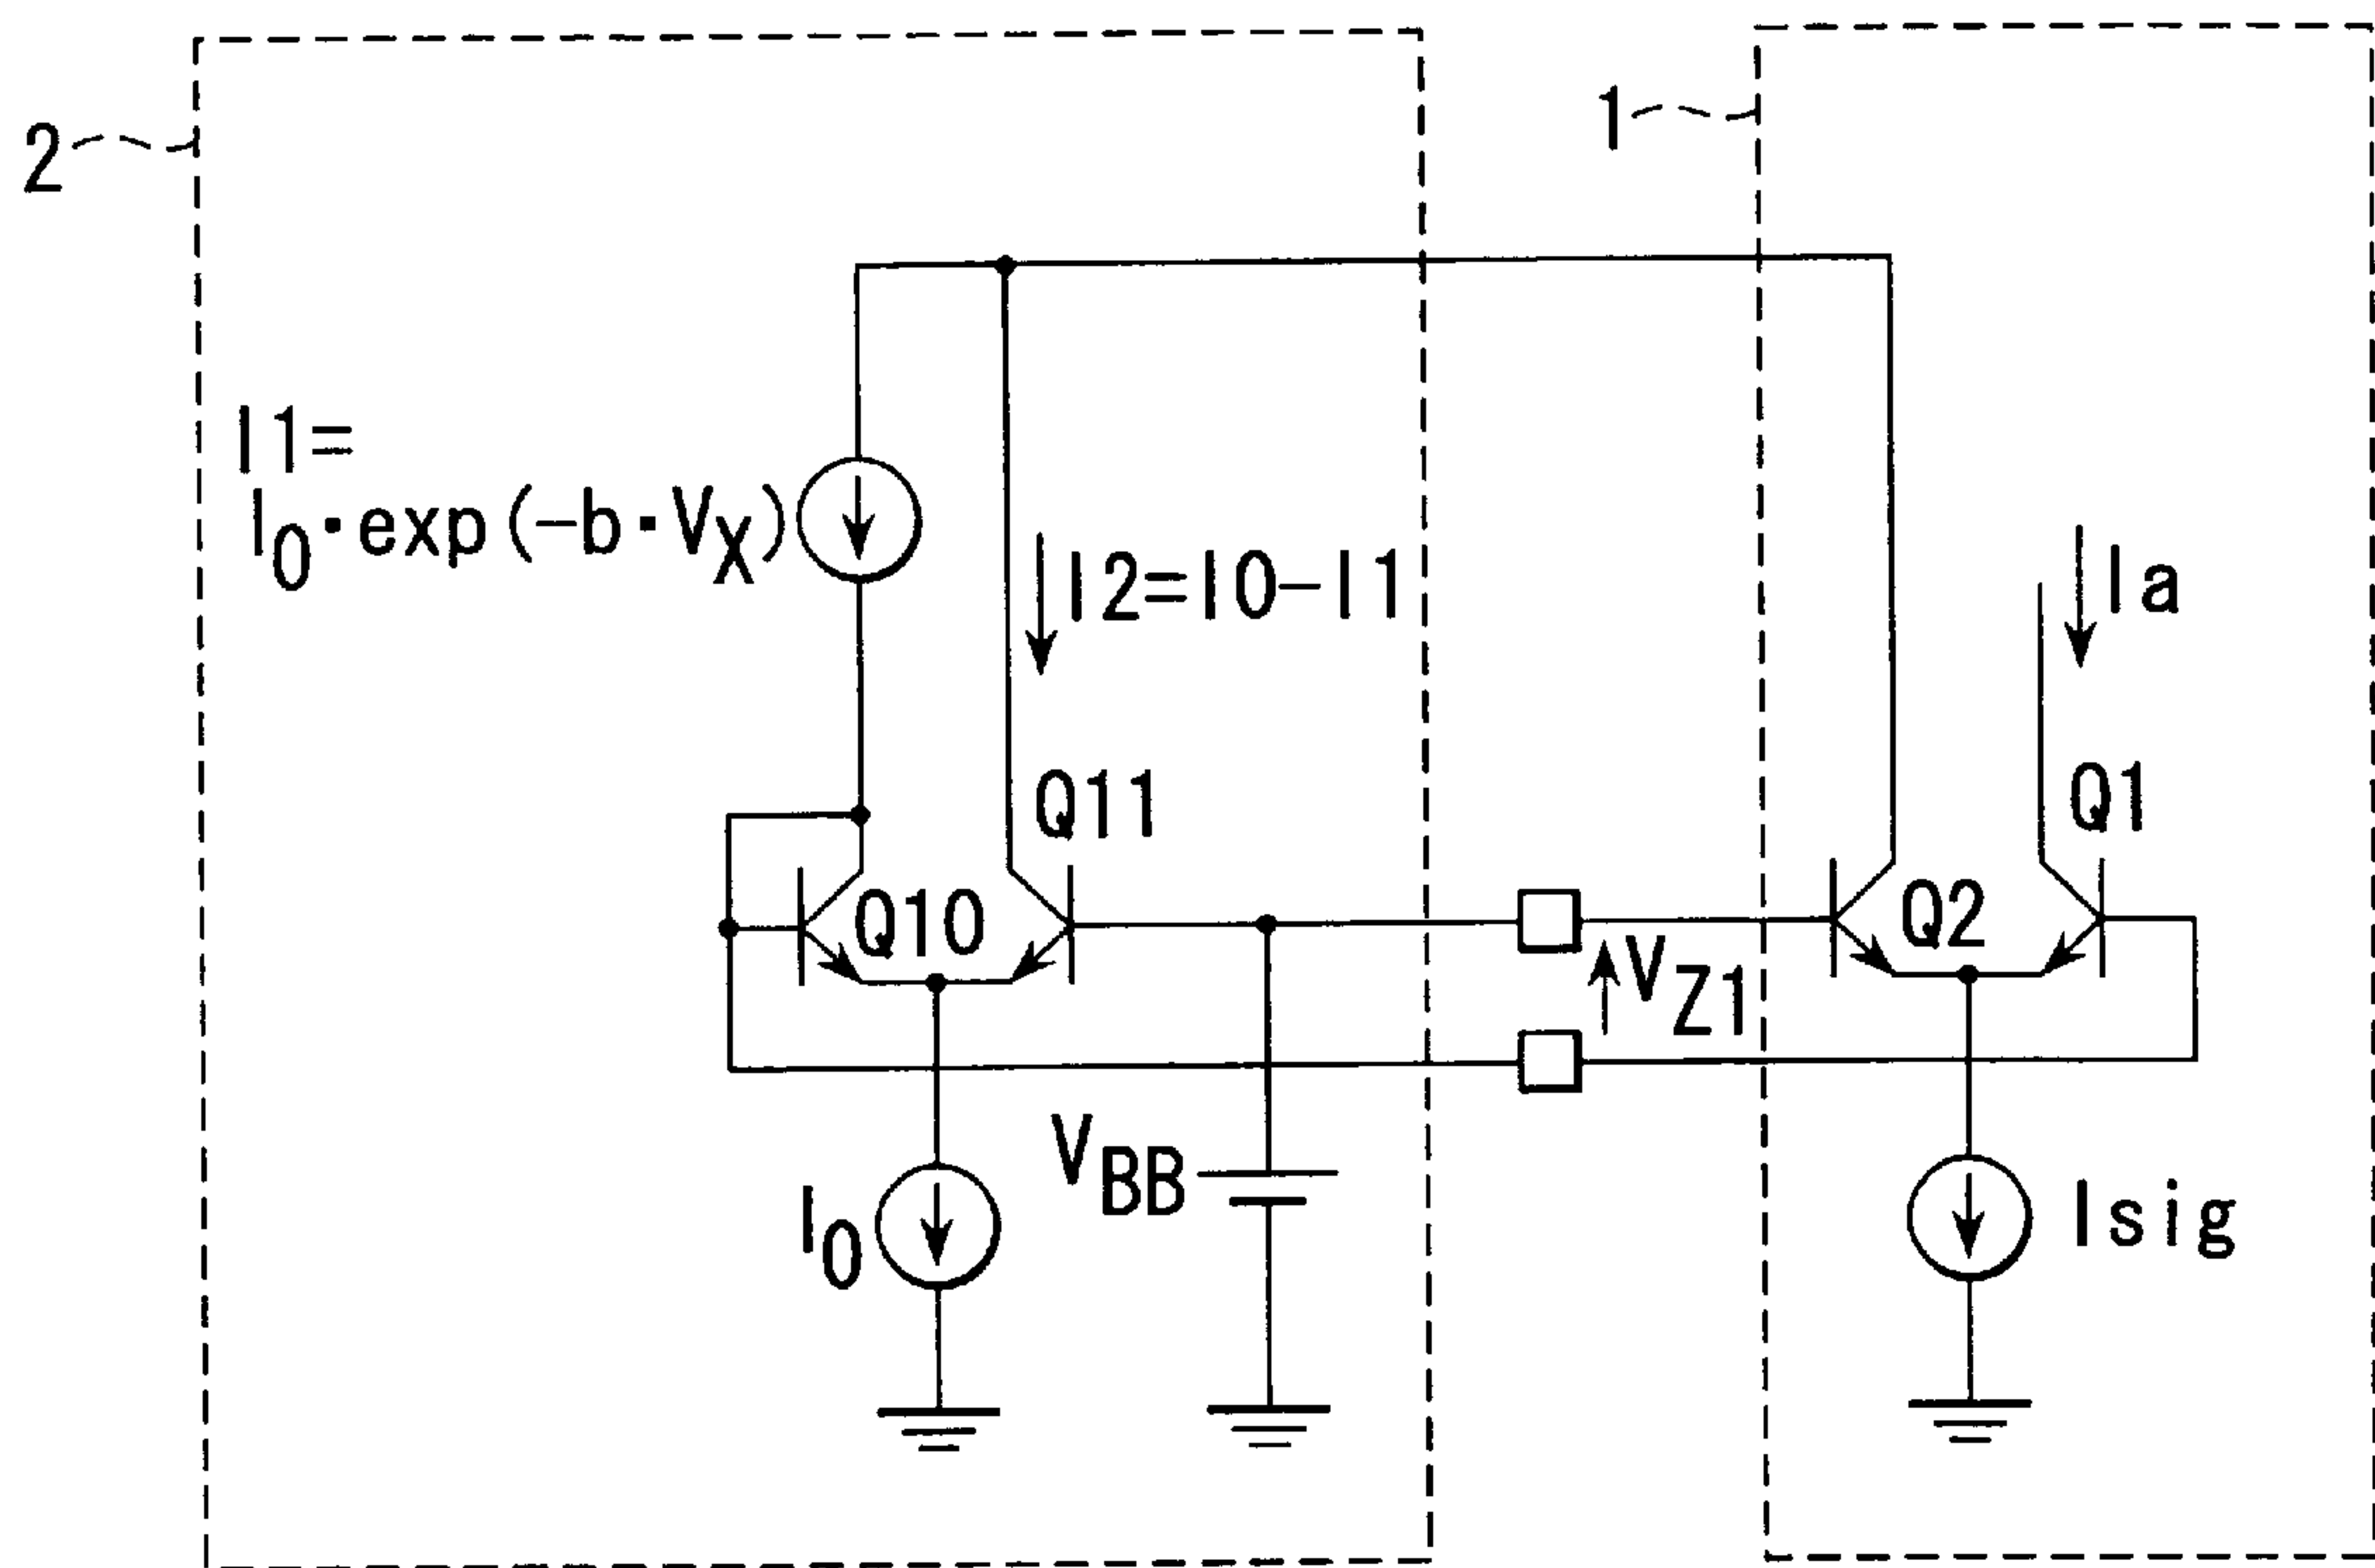 2
1
I1=
I0·exp(-b·VX)
I2=I0-I1
Ia
Q11
Q1
Q10
Q2
VZ1
VBB
I0
Isig